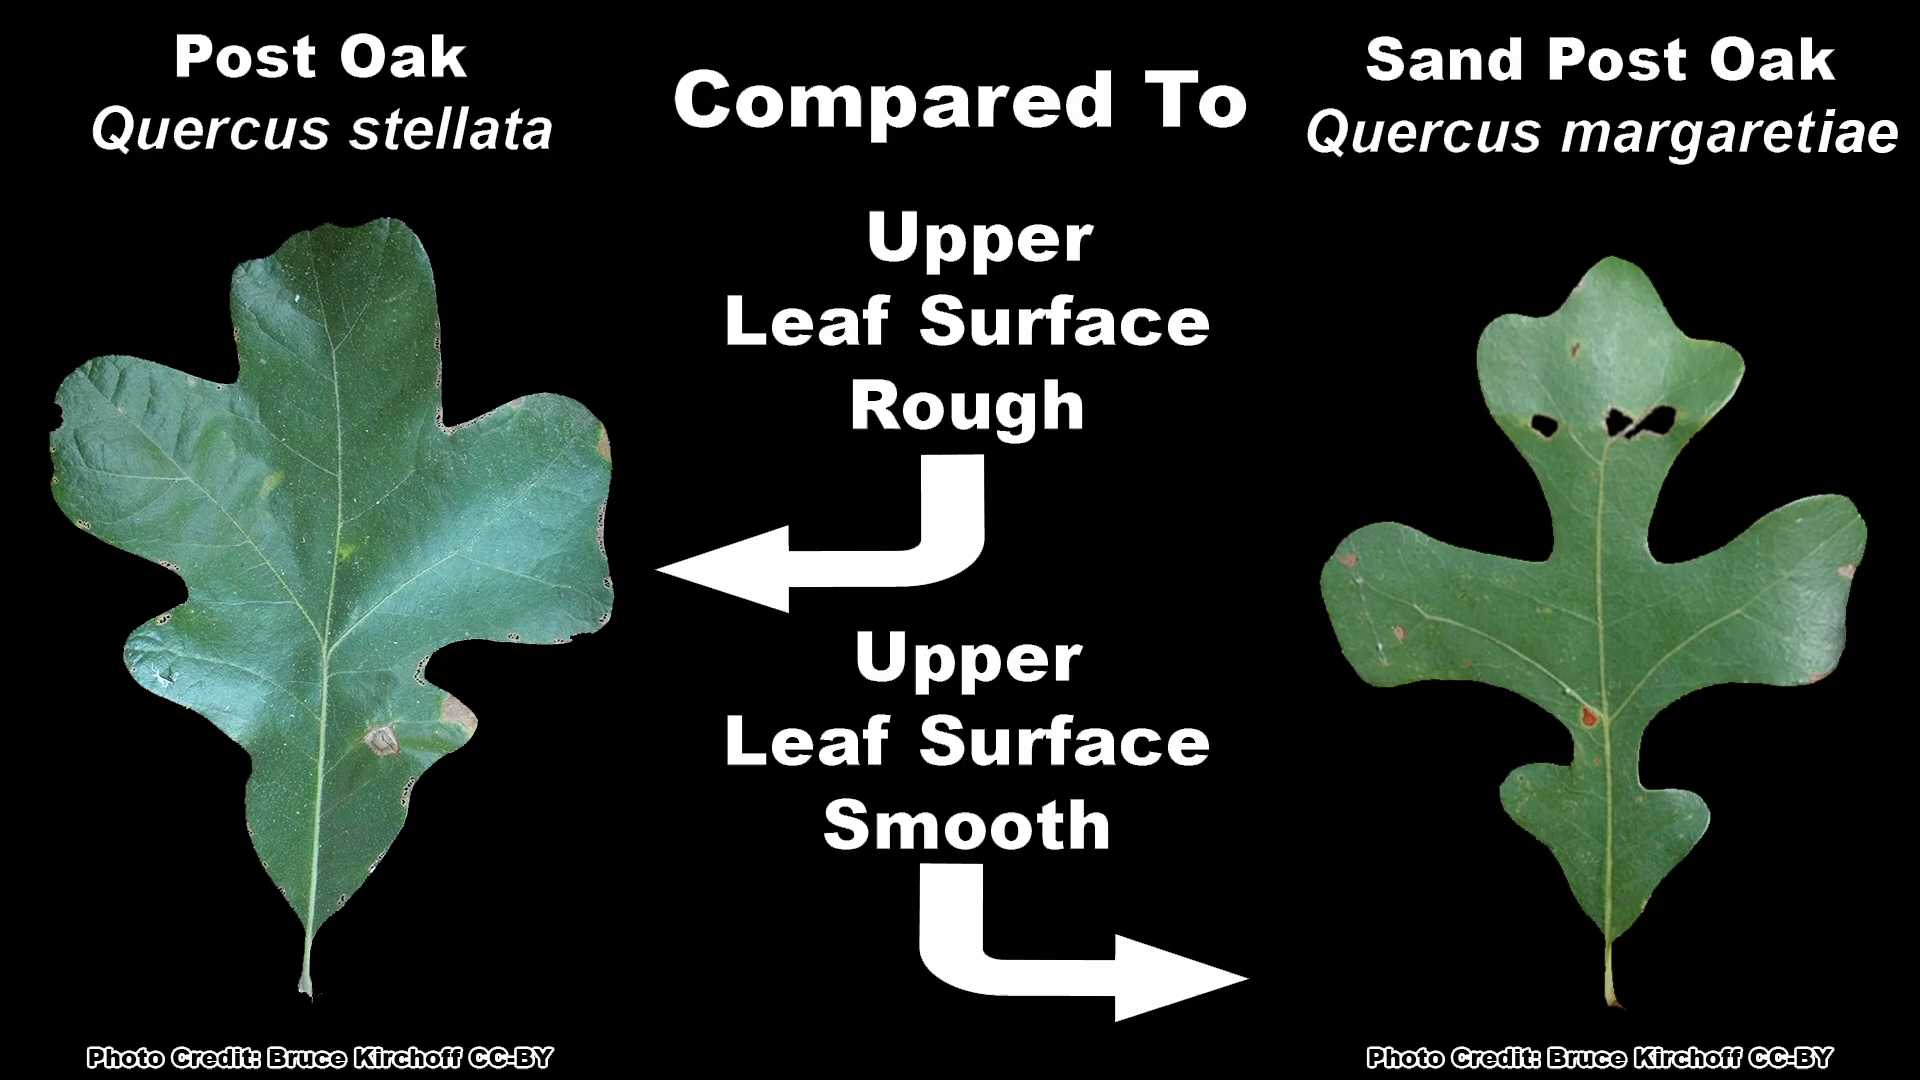 Post Oak
Quercus stellata
Compared To
Sand Post Oak
Quercus margaretiae
Upper
Leaf Surface
Rough
Upper
Leaf Surface
Smooth
Photo Credit: Bruce Kirchoff CC-BY
Photo Credit: Bruce Kirchoff CC-BY